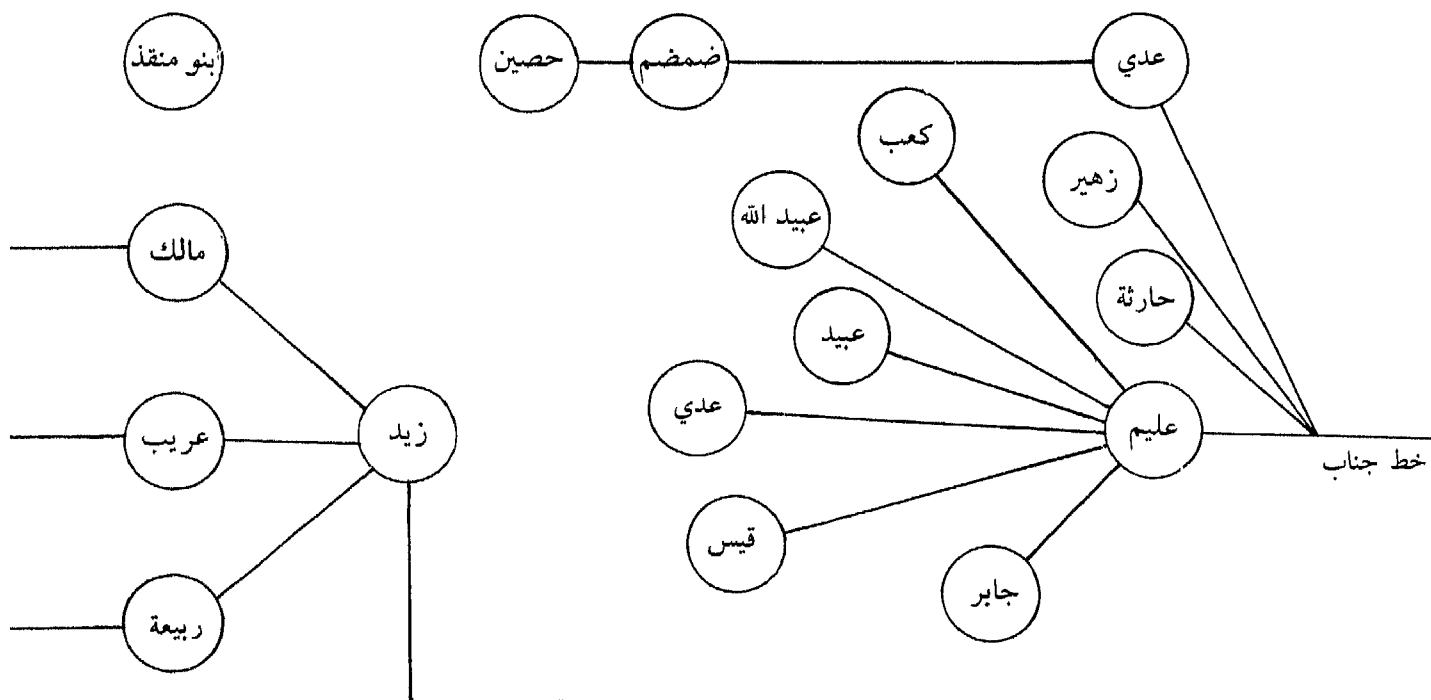 عدي
ضمضم
حصين
بنو منقذ
كعب
زهير
عبيد الله
حارثة
مالك
عبيد
عدي
عليم
خط جناب
زيد
عريب
قيس
جابر
ربيعة